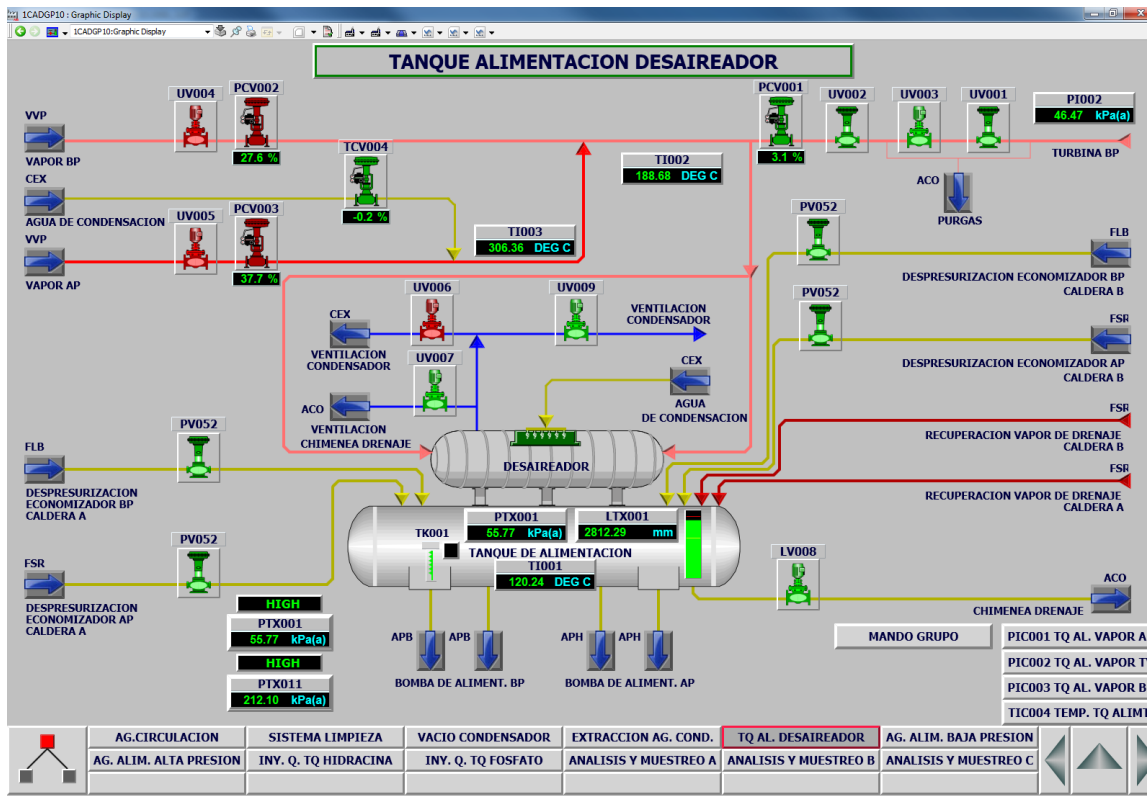 1CADGP10 : Graphic Display
1CADGP10:Graphic Display
TANQUE ALIMENTACION DESAIREADOR
UV004
PCV002
27.6 %
VVP
VAPOR BP
CEX
AGUA DE CONDENSACION
TCV004
-0.2 %
UV005
PCV003
37.7 %
VVP
VAPOR AP
TI003
306.36 DEG C
TI002
188.68 DEG C
PCV001
3.1 %
UV002
UV003
UV001
PI002
46.47 kPa(a)
TURBINA BP
ACO
PURGAS
PV052
FLB
DESPRESURIZACION ECONOMIZADOR BP
CALDERA B
PV052
FSR
DESPRESURIZACION ECONOMIZADOR AP
CALDERA B
UV006
UV009
CEX
VENTILACION
CONDENSADOR
VENTILACION
CONDENSADOR
UV007
ACO
VENTILACION
CHIMENEA DRENAJE
CEX
AGUA
DE CONDENSACION
FSR
RECUPERACION VAPOR DE DRENAJE
CALDERA B
FSR
RECUPERACION VAPOR DE DRENAJE
CALDERA A
PV052
FLB
DESPRESURIZACION
ECONOMIZADOR BP
CALDERA A
DESAIREADOR
PTX001
55.77 kPa(a)
LTX001
2812.29 mm
TK001
TANQUE DE ALIMENTACION
TI001
120.24 DEG C
PV052
FSR
DESPRESURIZACION
ECONOMIZADOR AP
CALDERA A
LV008
ACO
CHIMENEA DRENAJE
HIGH
PTX001
55.77 kPa(a)
HIGH
PTX011
212.10 kPa(a)
APB
APB
BOMBA DE ALIMENT. BP
APH
APH
BOMBA DE ALIMENT. AP
MANDO GRUPO
PIC001 TQ AL. VAPOR A
PIC002 TQ AL. VAPOR T
PIC003 TQ AL. VAPOR B
TIC004 TEMP. TQ ALIMT
AG.CIRCULACION
SISTEMA LIMPIEZA
VACIO CONDENSADOR
EXTRACCION AG. COND.
TQ AL. DESAIREADOR
AG. ALIM. BAJA PRESION
AG. ALIM. ALTA PRESION
INY. Q. TQ HIDRACINA
INY. Q. TQ FOSFATO
ANALISIS Y MUESTREO A
ANALISIS Y MUESTREO B
ANALISIS Y MUESTREO C